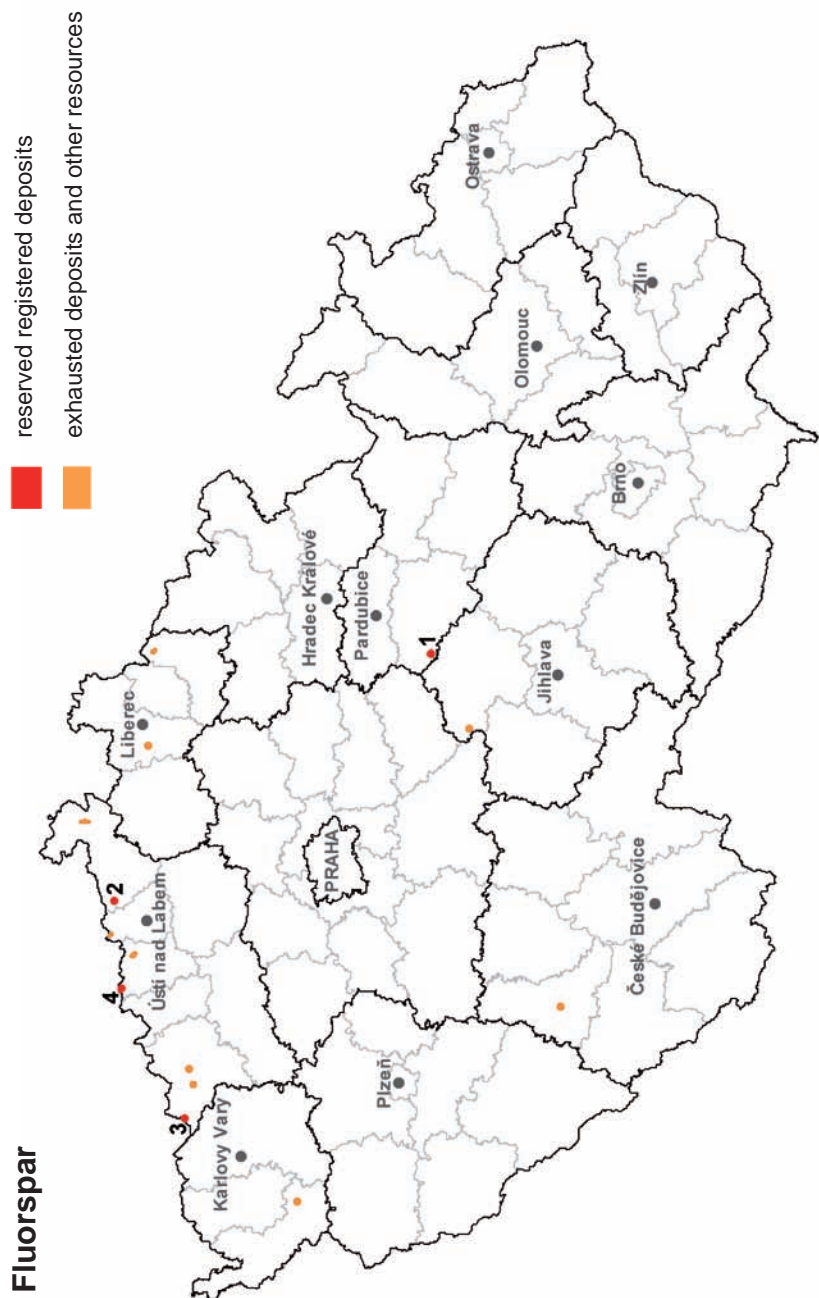 Fluorspar
reserved registered deposits
exhausted deposits and other resources
Liberec
2
Ústí nad Labem
4
3
Karlovy Vary
Hradec Králové
Pardubice
1
PRAHA
Plzeň
Ostrava
Olomouc
Zlín
Brno
Jihlava
České Budějovice